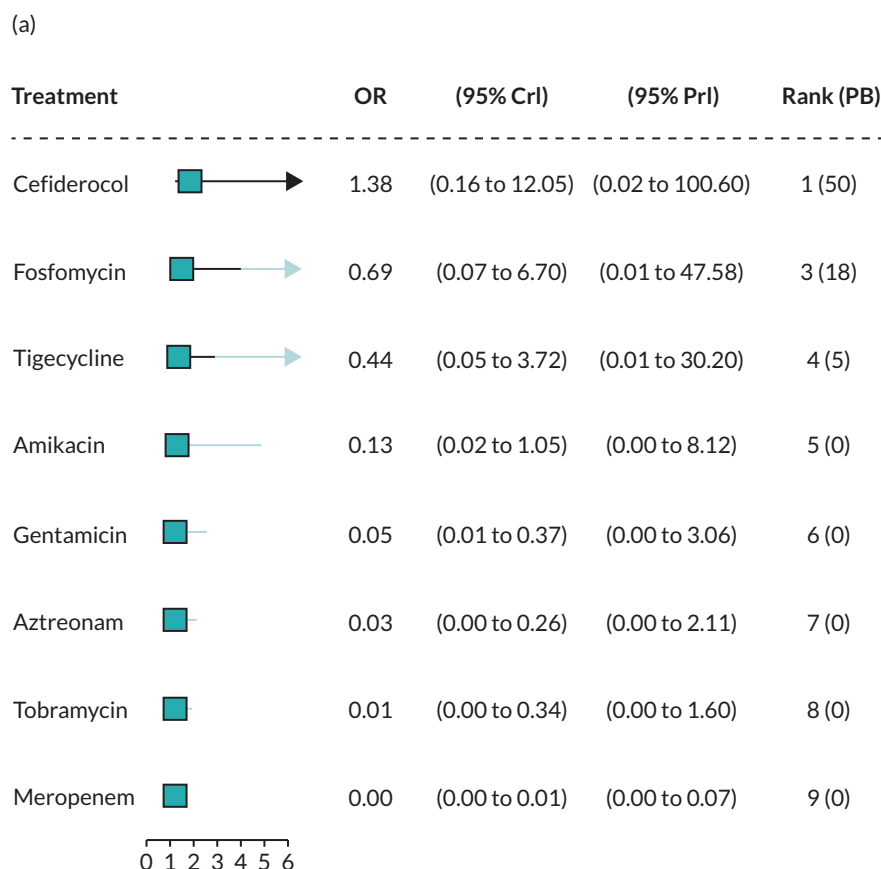 (a)
Treatment OR (95% CrI) (95% PrI) Rank (PB)
Cefiderocol 1.38 (0.16 to 12.05) (0.02 to 100.60) 1 (50)
Fosfomycin 0.69 (0.07 to 6.70) (0.01 to 47.58) 3 (18)
Tigecycline 0.44 (0.05 to 3.72) (0.01 to 30.20) 4 (5)
Amikacin 0.13 (0.02 to 1.05) (0.00 to 8.12) 5 (0)
Gentamicin 0.05 (0.01 to 0.37) (0.00 to 3.06) 6 (0)
Aztreonam 0.03 (0.00 to 0.26) (0.00 to 2.11) 7 (0)
Tobramycin 0.01 (0.00 to 0.34) (0.00 to 1.60) 8 (0)
Meropenem 0.00 (0.00 to 0.01) (0.00 to 0.07) 9 (0)
0 1 2 3 4 5 6